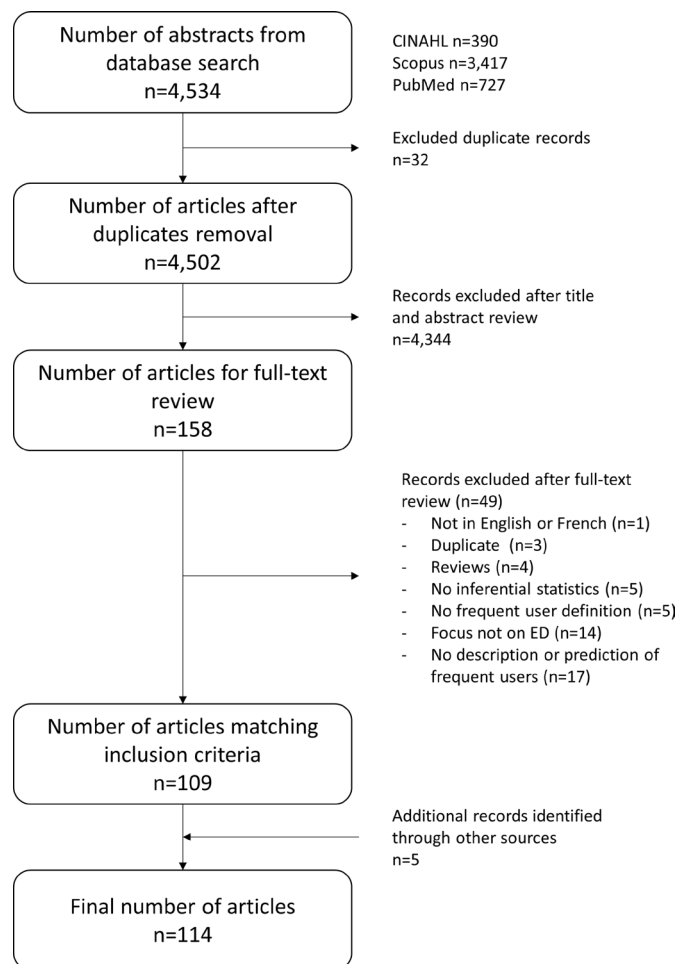 Number of abstracts from
database search
n=4,534
CINAHL n=390
Scopus n=3,417
PubMed n=727
Excluded duplicate records
n=32
Number of articles after
duplicates removal
n=4,502
Records excluded after title
and abstract review
n=4,344
Number of articles for full-text
review
n=158
Records excluded after full-text
review (n=49)
- Not in English or French (n=1)
- Duplicate (n=3)
- Reviews (n=4)
- No inferential statistics (n=5)
- No frequent user definition (n=5)
- Focus not on ED (n=14)
- No description or prediction of
frequent users (n=17)
Number of articles matching
inclusion criteria
n=109
Additional records identified
through other sources
n=5
Final number of articles
n=114